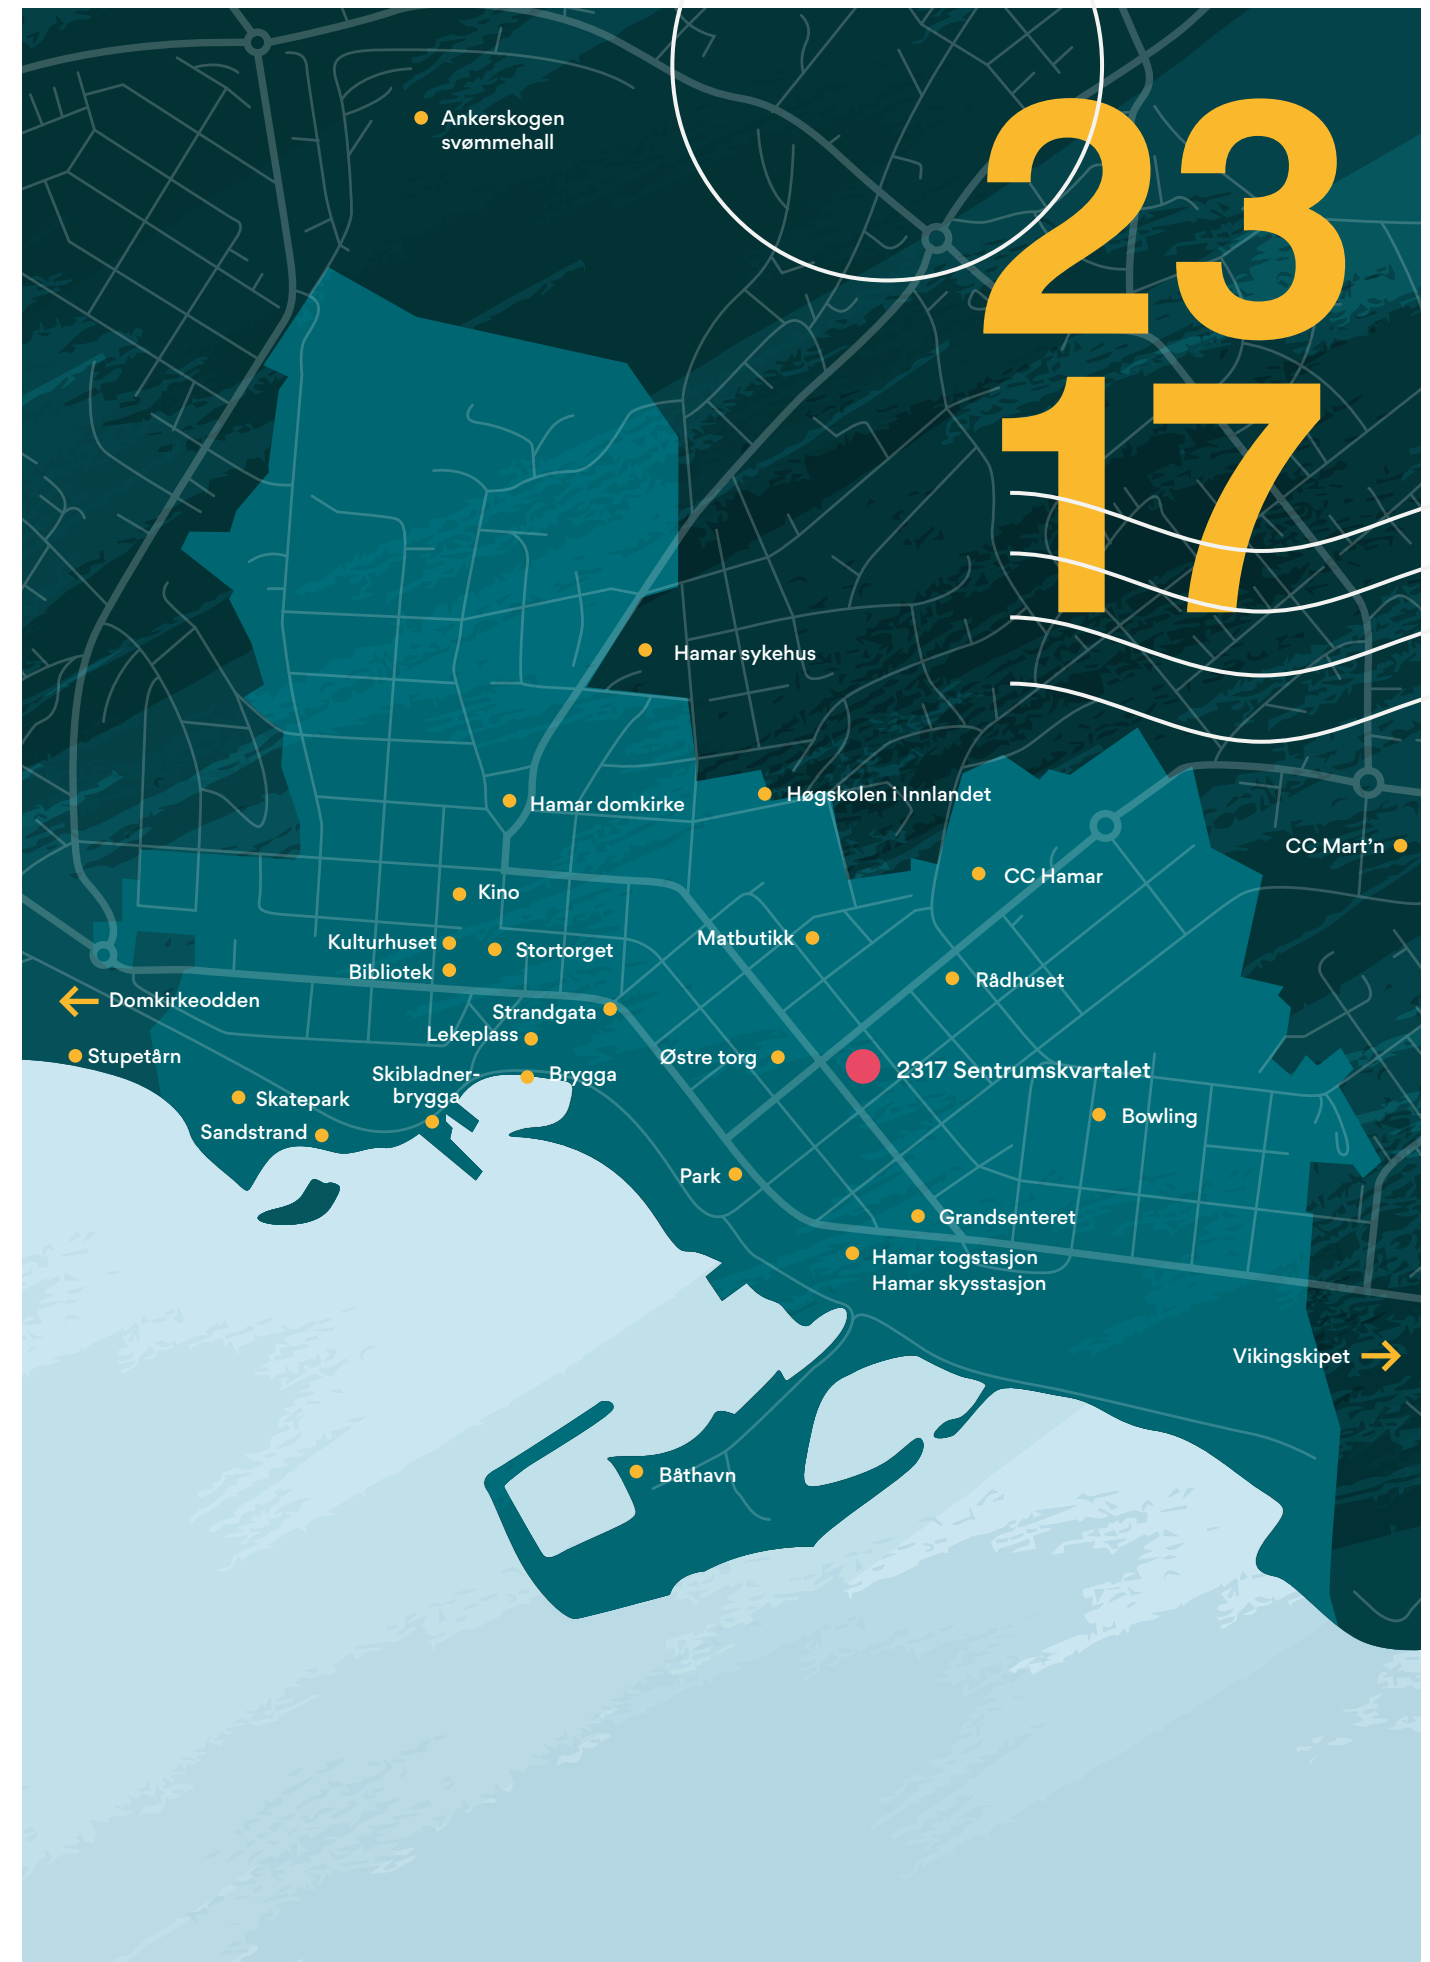 Ankerskogen
svømmehall
23
17
Hamar sykehus
Hamar domkirke
Høgskolen i Innlandet
CC Mart'n
CC Hamar
Kino
Kulturhuset
Stortorget
Matbutikk
Bibliotek
Rådhuset
Domkirkeodden
Strandgata
Lekeplass
Stupetårn
Østre torg
2317 Sentrumskvartalet
Skibladner-
brygga
Brygga
Skatepark
Bowling
Sandstrand
Park
Grandsenteret
Hamar togstasjon
Hamar skysstasjon
Vikingskipet
Båthavn